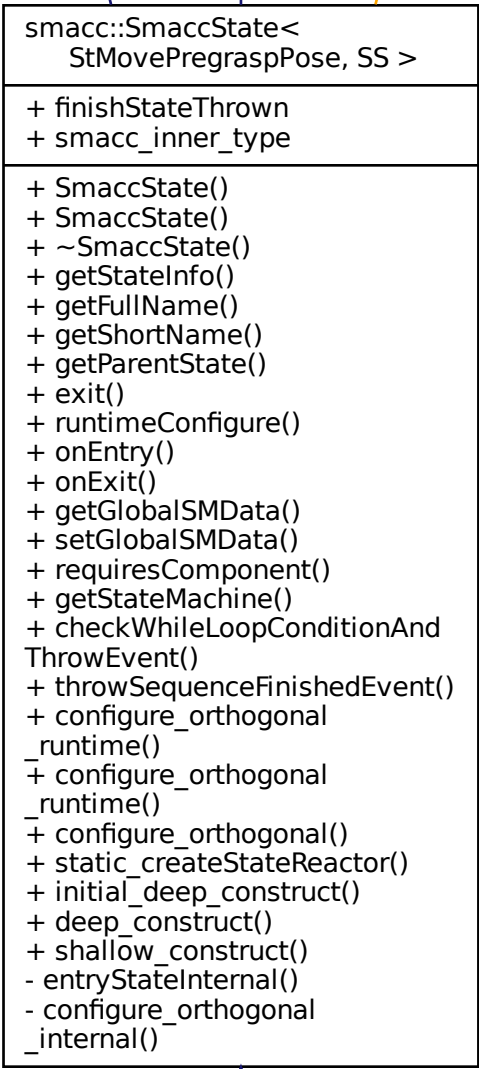 smacc::SmaccState<
StMovePregraspPose, SS >
+ finishStateThrown
+ smacc_inner_type
+ SmaccState()
+ SmaccState()
+ ~SmaccState()
+ getStateInfo()
+ getFullName()
+ getShortName()
+ getParentState()
+ exit()
+ runtimeConfigure()
+ onEntry()
+ onExit()
+ getGlobalSMData()
+ setGlobalSMData()
+ requiresComponent()
+ getStateMachine()
+ checkWhileLoopConditionAnd
ThrowEvent()
+ throwSequenceFinishedEvent()
+ configure_orthogonal
_runtime()
+ configure_orthogonal
_runtime()
+ configure_orthogonal()
+ static_createStateReactor()
+ initial_deep_construct()
+ deep_construct()
+ shallow_construct()
- entryStateInternal()
- configure_orthogonal
_internal()